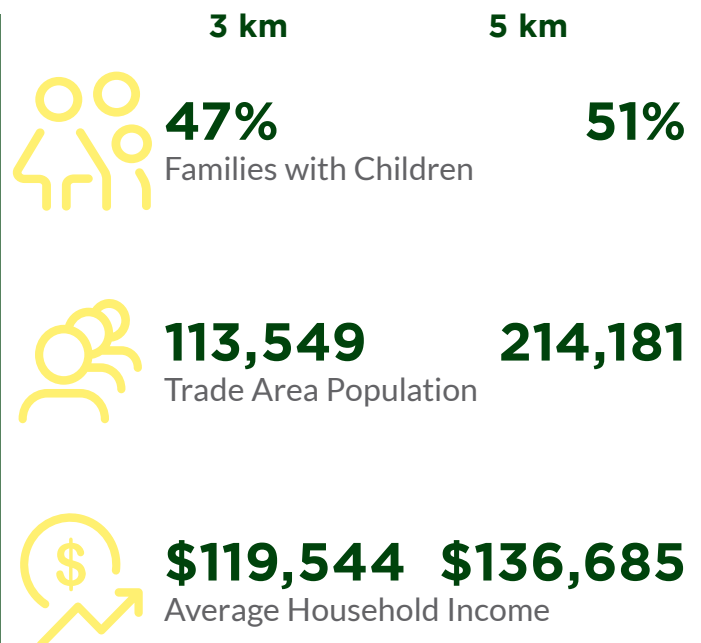 3 km 5 km
47% 51%
Families with Children
113,549 214,181
Trade Area Population
$ $119,544 $136,685
Average Household Income